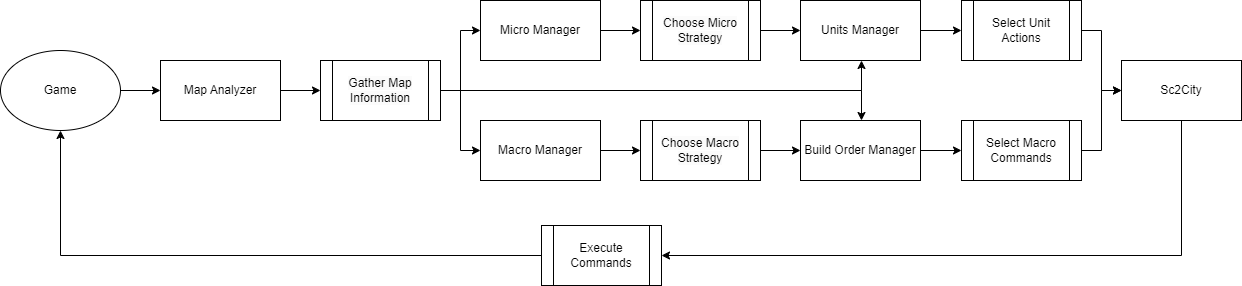 Game
Map Analyzer
Gather Map
Information
Micro Manager
Choose Micro
Strategy
Units Manager
Select Unit
Actions
Macro Manager
Choose Macro
Strategy
Build Order Manager
Select Macro
Commands
Sc2City
Execute
Commands